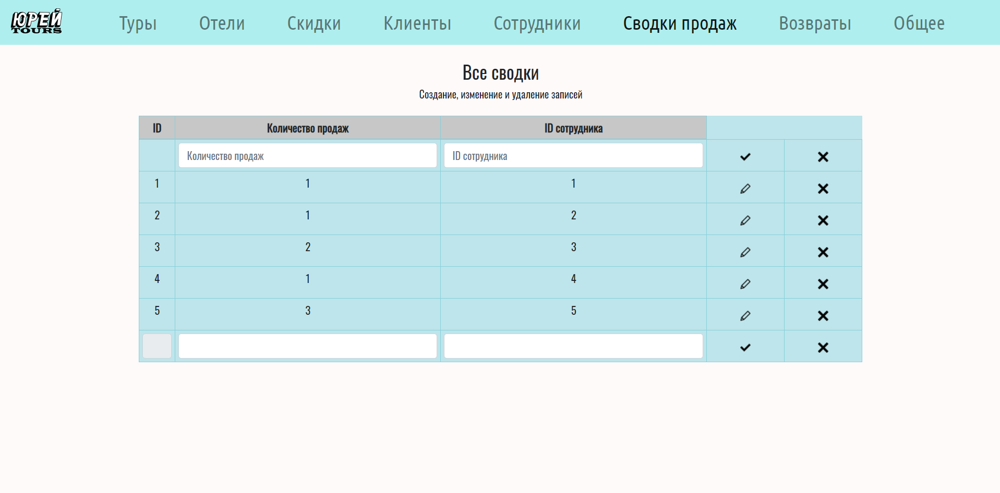 ЮРЕЙ
TOURS
Туры Отели Скидки Клиенты Сотрудники Сводки продаж Возвраты Общее
Все сводки
Создание, изменение и удаление записей
ID Количество продаж ID сотрудника
Количество продаж ID сотрудника
1 1 1
2 1 2
3 2 3
4 1 4
5 3 5